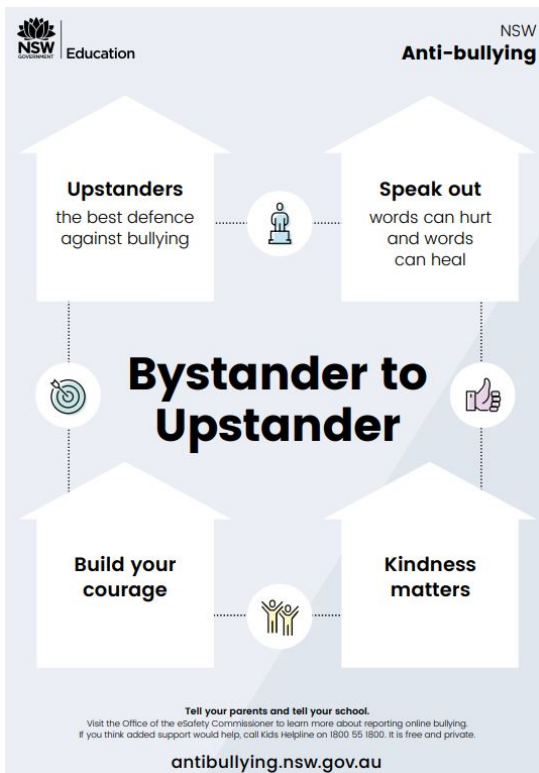 NSW
GOVERNMENT
Education
NSW
Anti-bullying
Upstanders
the best defence
against bullying
Speak out
words can hurt
and words
can heal
Bystander to
Upstander
Build your
courage
Kindness
matters
Tell your parents and tell your school.
Visit the Office of the eSafety Commissioner to learn more about reporting online bullying.
If you think added support would help, call Kids Helpline on 1800 55 1800. It is free and private.
antibullying.nsw.gov.au